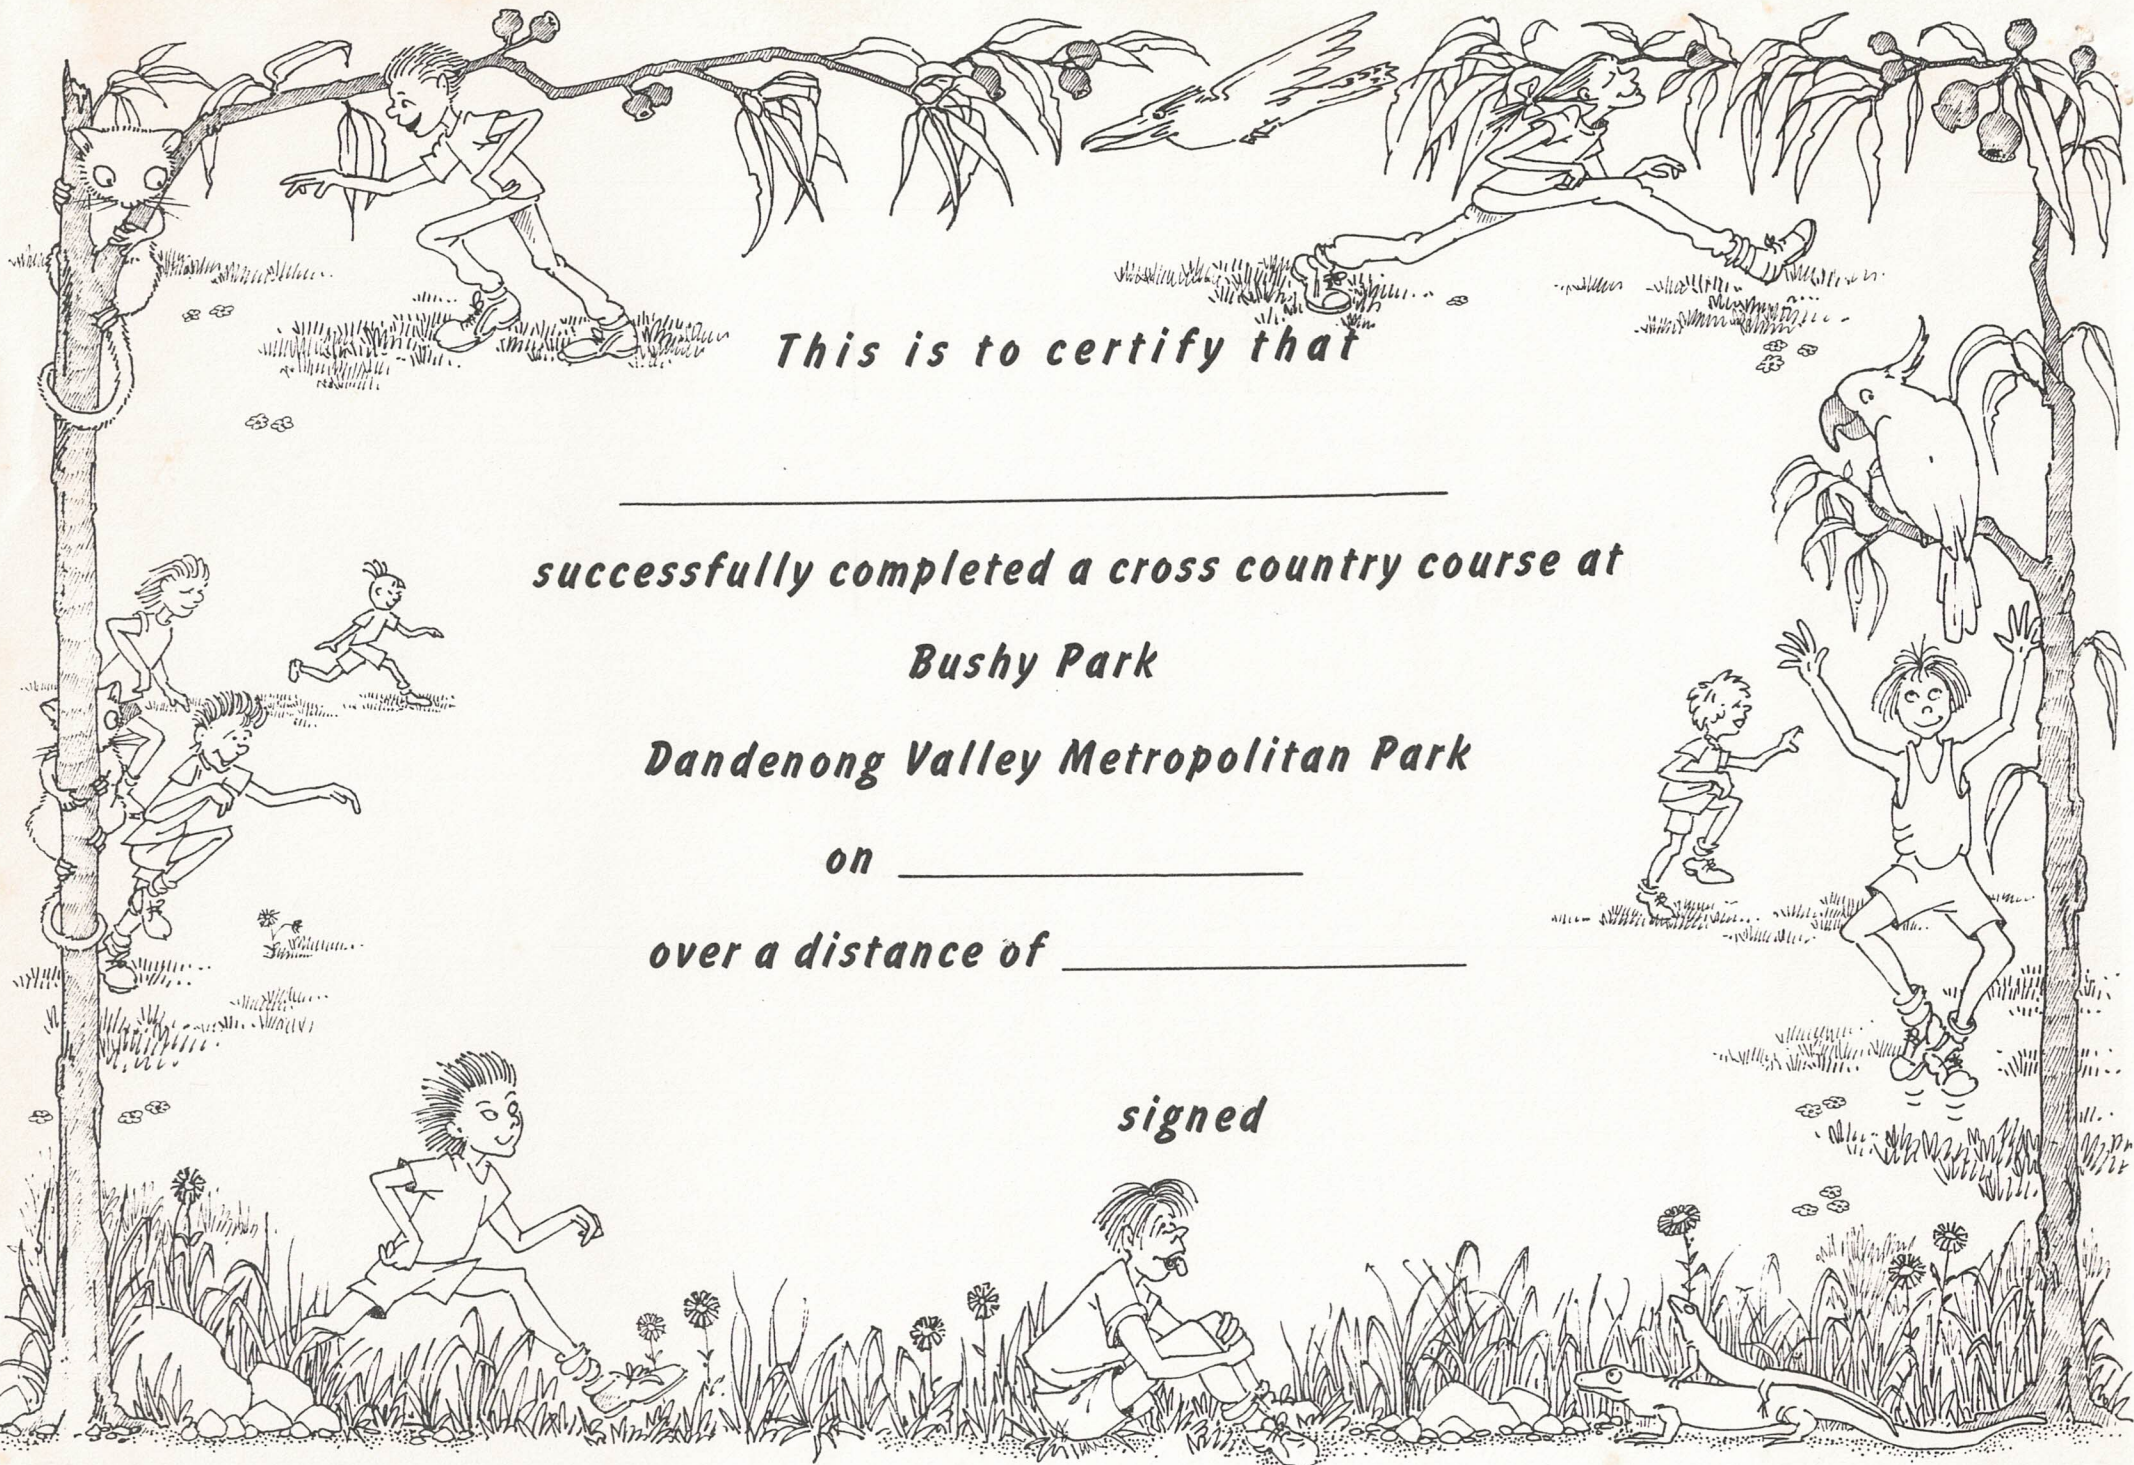 This is to certify that
successfully completed a cross country course at
Bushy Park
Dandenong Valley Metropolitan Park
on
over a distance of
signed